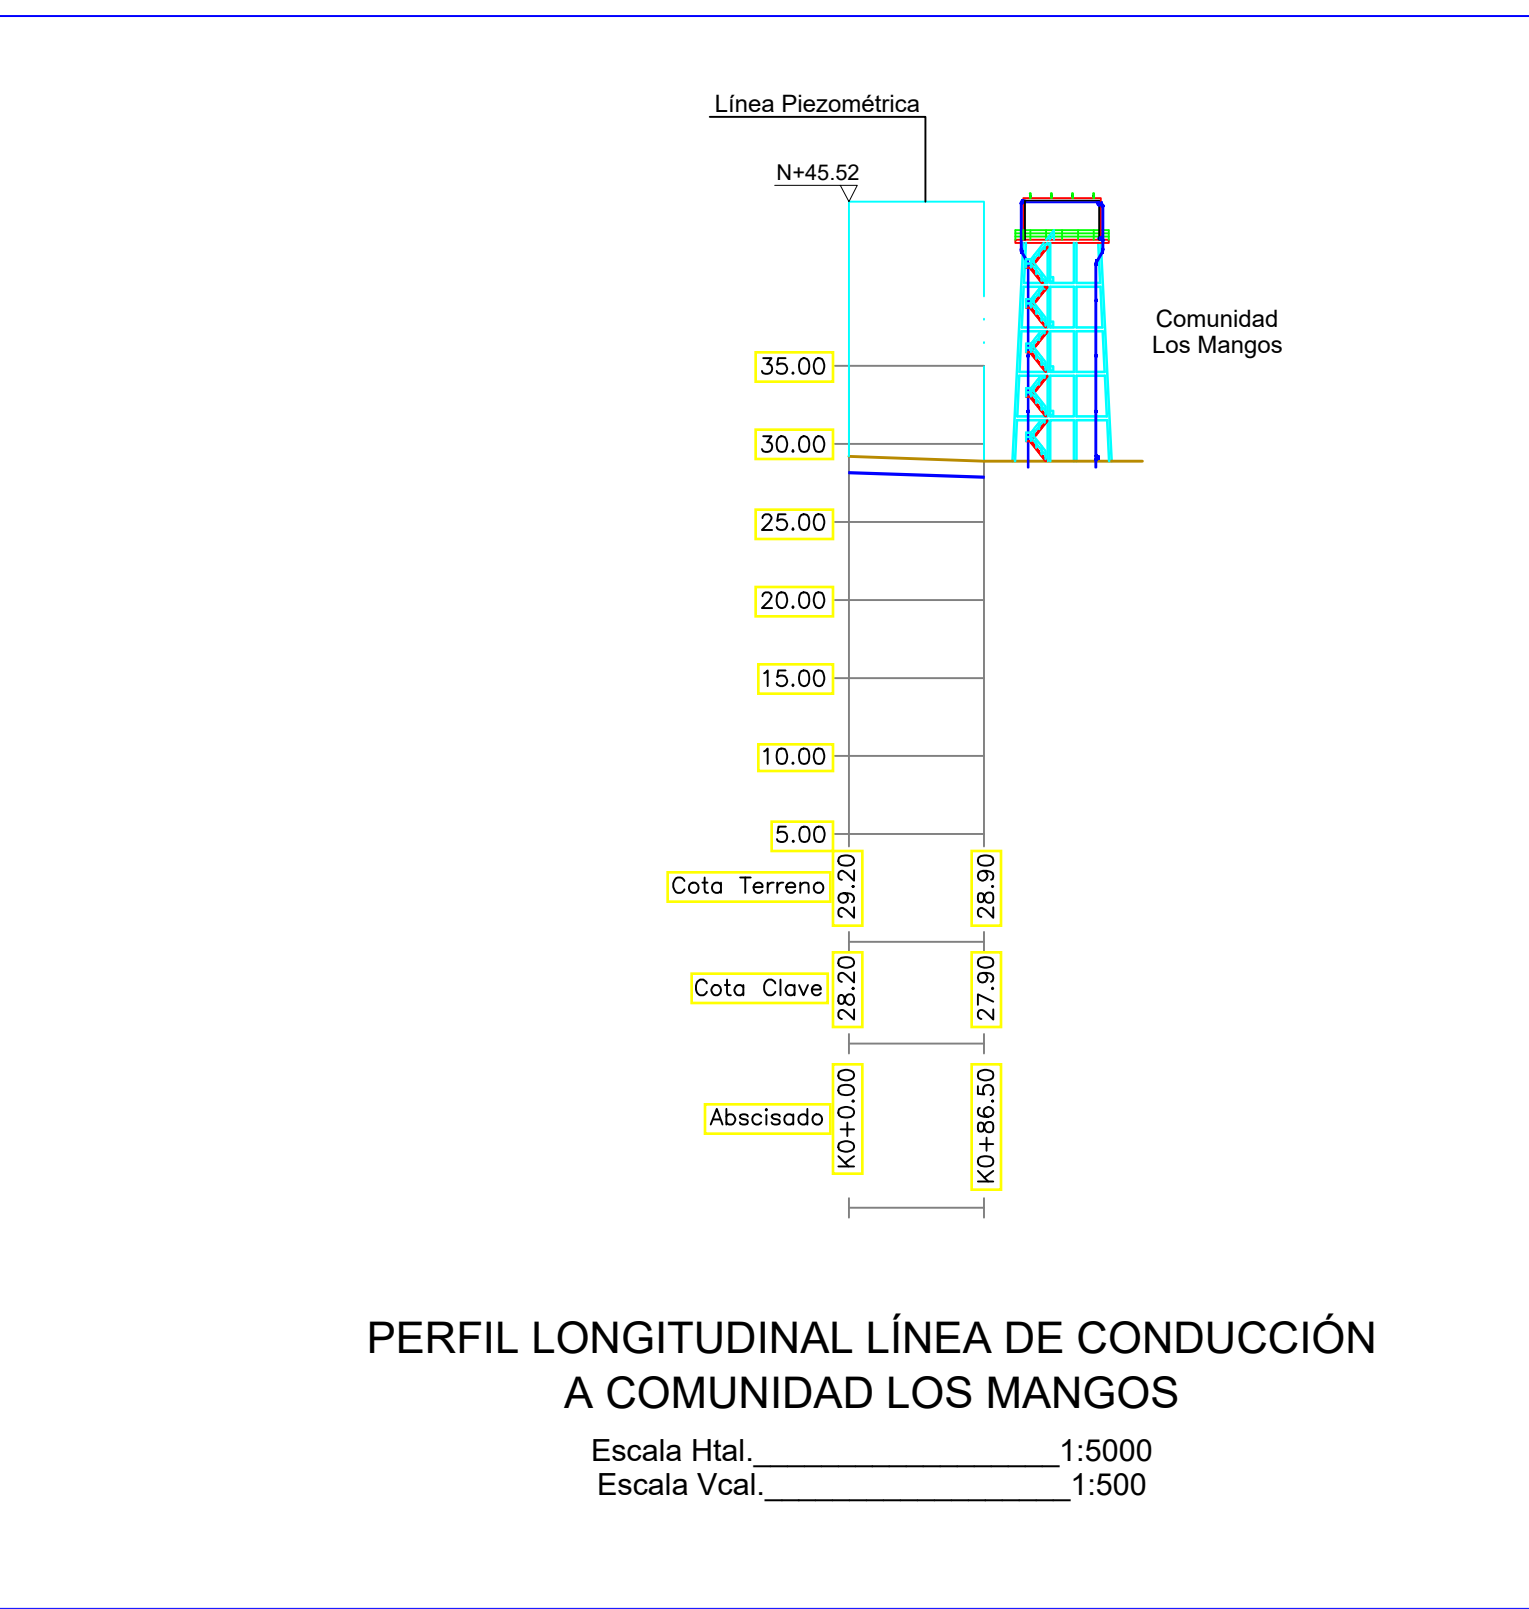 Línea Piezométrica
N+45.52
Comunidad
Los Mangos
35.00
30.00
25.00
20.00
15.00
10.00
5.00
Cota Terreno 29.20 28.90
Cota Clave 28.20 27.90
Abscisado K0+0.00 K0+86.50
PERFIL LONGITUDINAL LÍNEA DE CONDUCCIÓN
A COMUNIDAD LOS MANGOS
Escala Htal.__________________1:5000
Escala Vcal.__________________1:500